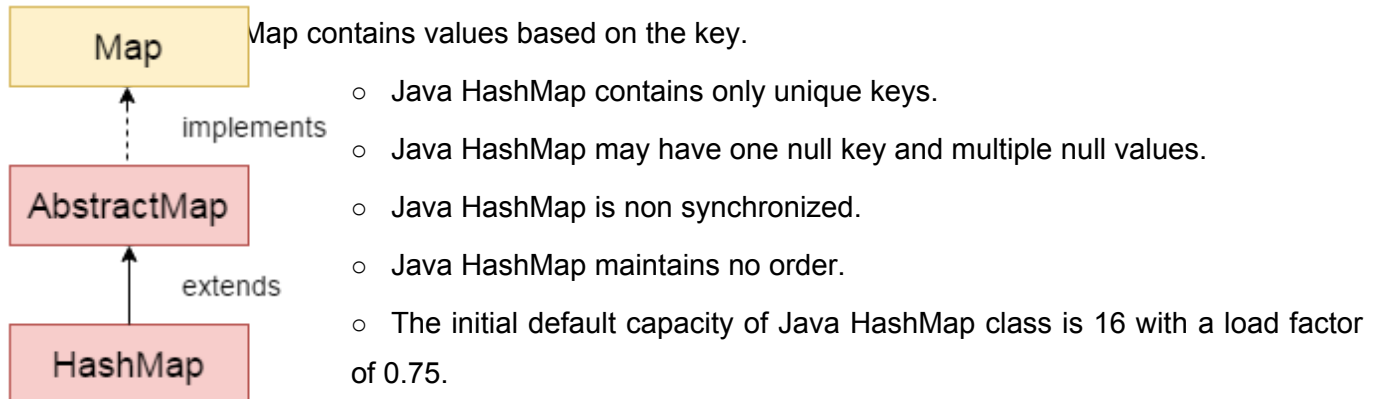 Map
Map contains values based on the key.
○ Java HashMap contains only unique keys.
implements
○ Java HashMap may have one null key and multiple null values.
AbstractMap
○ Java HashMap is non synchronized.
○ Java HashMap maintains no order.
extends
○ The initial default capacity of Java HashMap class is 16 with a load factor
HashMap
of 0.75.